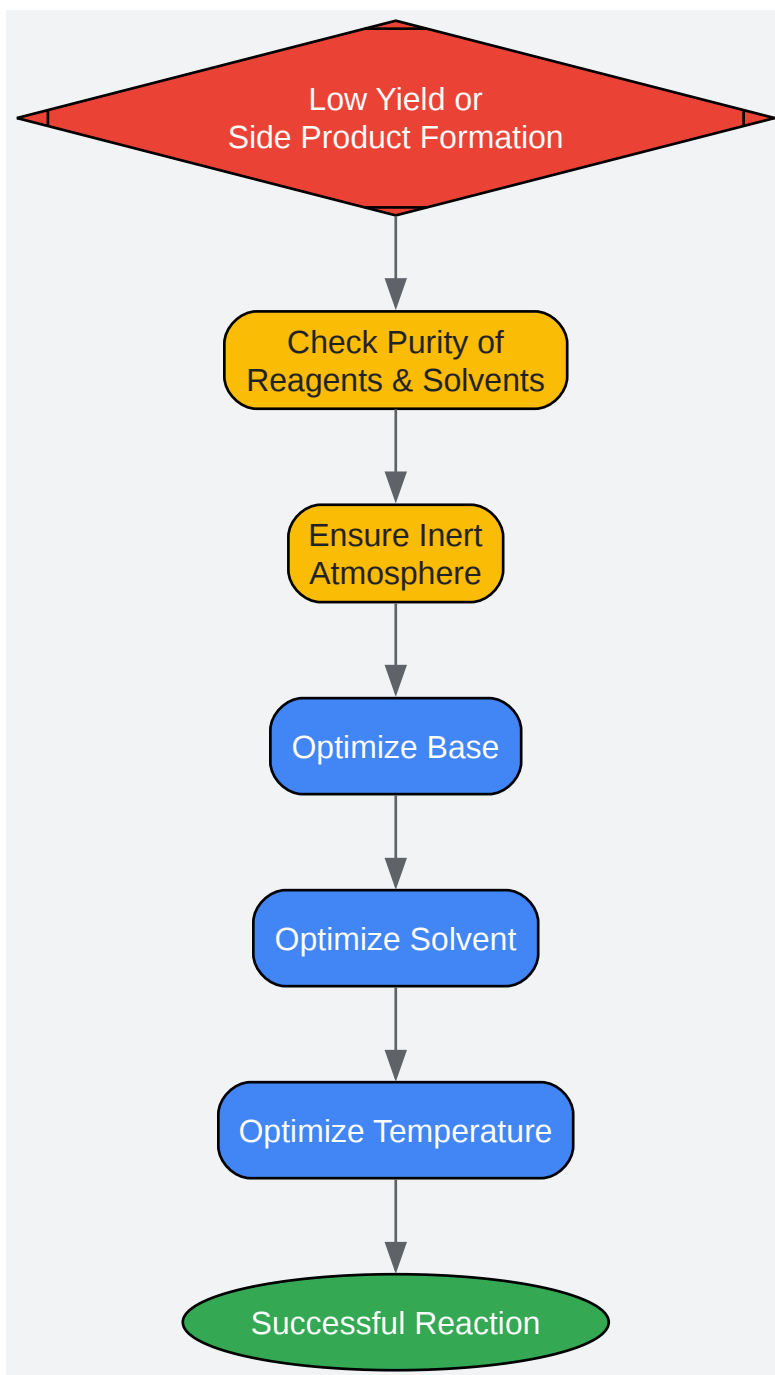 Low Yield or
Side Product Formation
Check Purity of
Reagents & Solvents
Ensure Inert
Atmosphere
Optimize Base
Optimize Solvent
Optimize Temperature
Successful Reaction